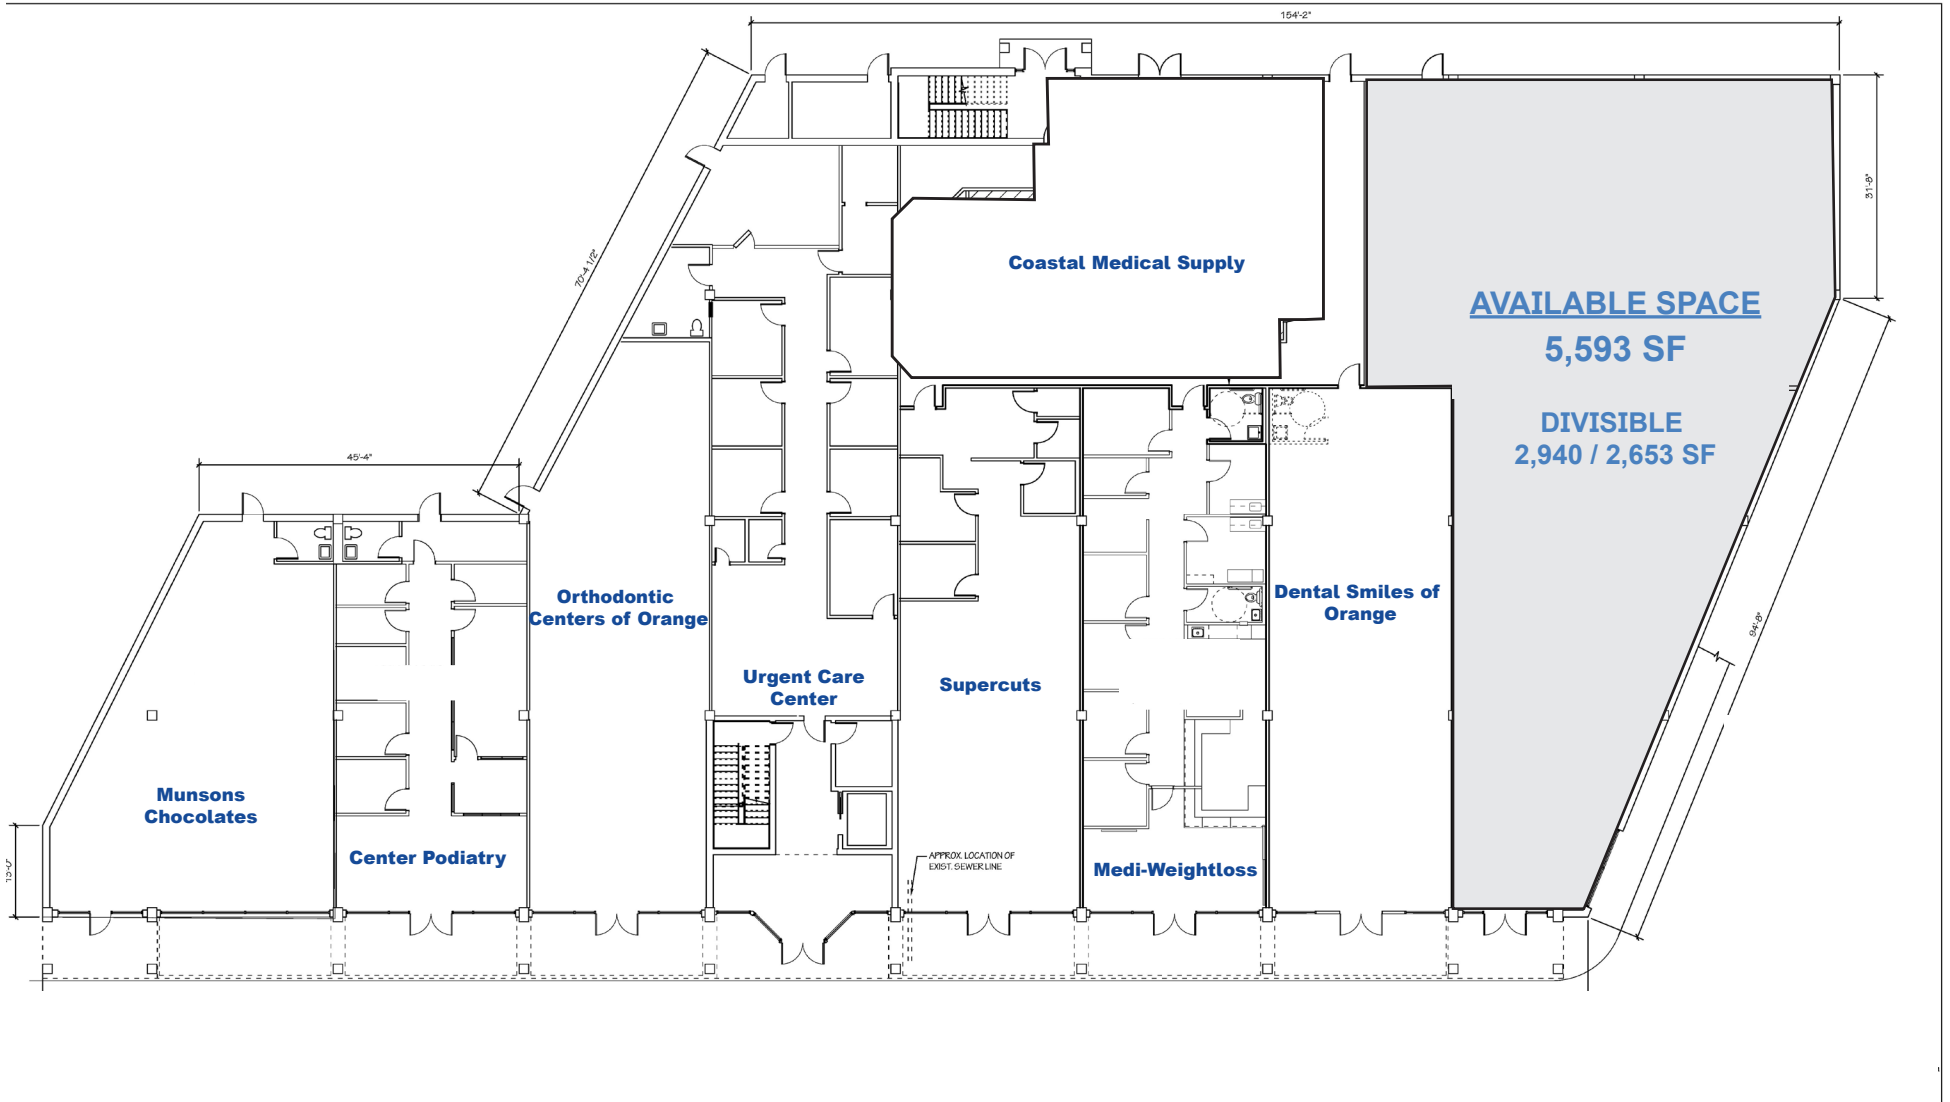 154'-2"
31'-8"
70'-4 1/2"
Coastal Medical Supply
AVAILABLE SPACE
5,593 SF
DIVISIBLE
2,940 / 2,653 SF
45'-4"
Orthodontic
Centers of Orange
Dental Smiles of
Orange
94'-8"
Urgent Care
Center
Supercuts
Munsons
Chocolates
Center Podiatry
APPROX. LOCATION OF
EXIST. SEWER LINE
Medi-Weightloss